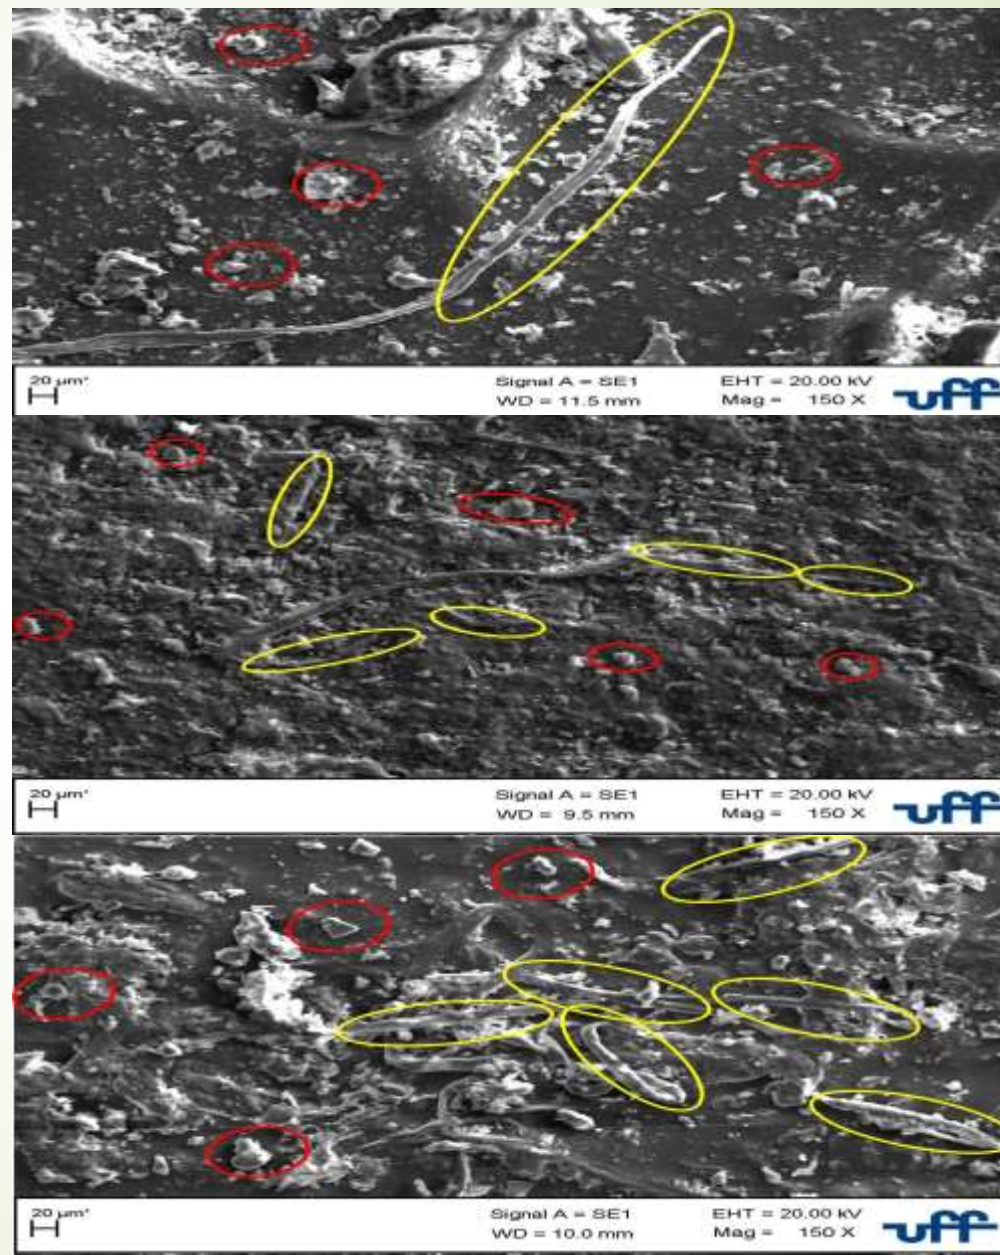 20 µm*
Signal A = SE1
EHT = 20.00 kV
WD = 11.5 mm
Mag = 150 X
uff
20 µm*
Signal A = SE1
EHT = 20.00 kV
WD = 9.5 mm
Mag = 150 X
uff
20 µm*
Signal A = SE1
EHT = 20.00 kV
WD = 10.0 mm
Mag = 150 X
uff